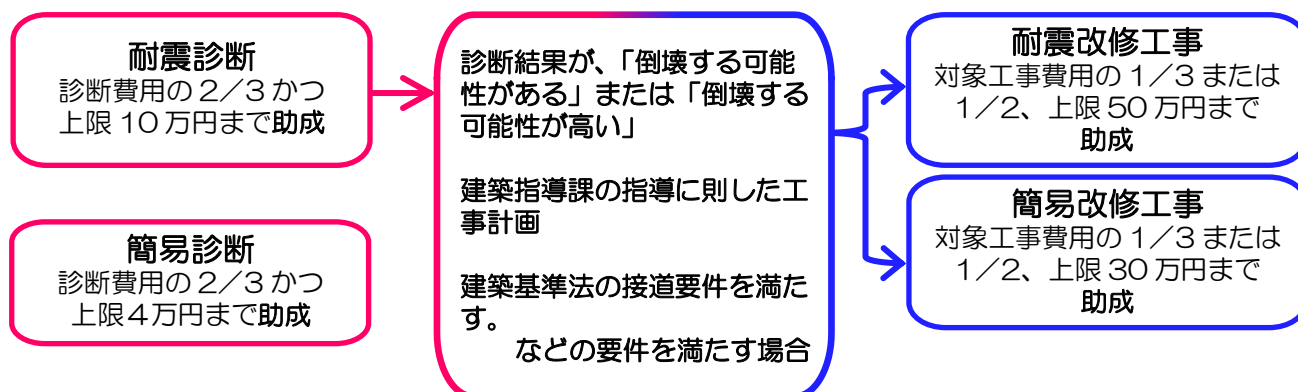 耐震診断
診断費用の２／３かつ
上限 10 万円まで助成
簡易診断
診断費用の２／３かつ
上限４万円まで助成
診断結果が、「倒壊する可能
性がある」または「倒壊する
可能性が高い」
建築指導課の指導に則した工
事計画
建築基準法の接道要件を満た
す。
などの要件を満たす場合
耐震改修工事
対象工事費用の 1／3 または
1／2、上限 50 万円まで
助成
簡易改修工事
対象工事費用の 1／3 または
1／2、上限 30 万円まで
助成